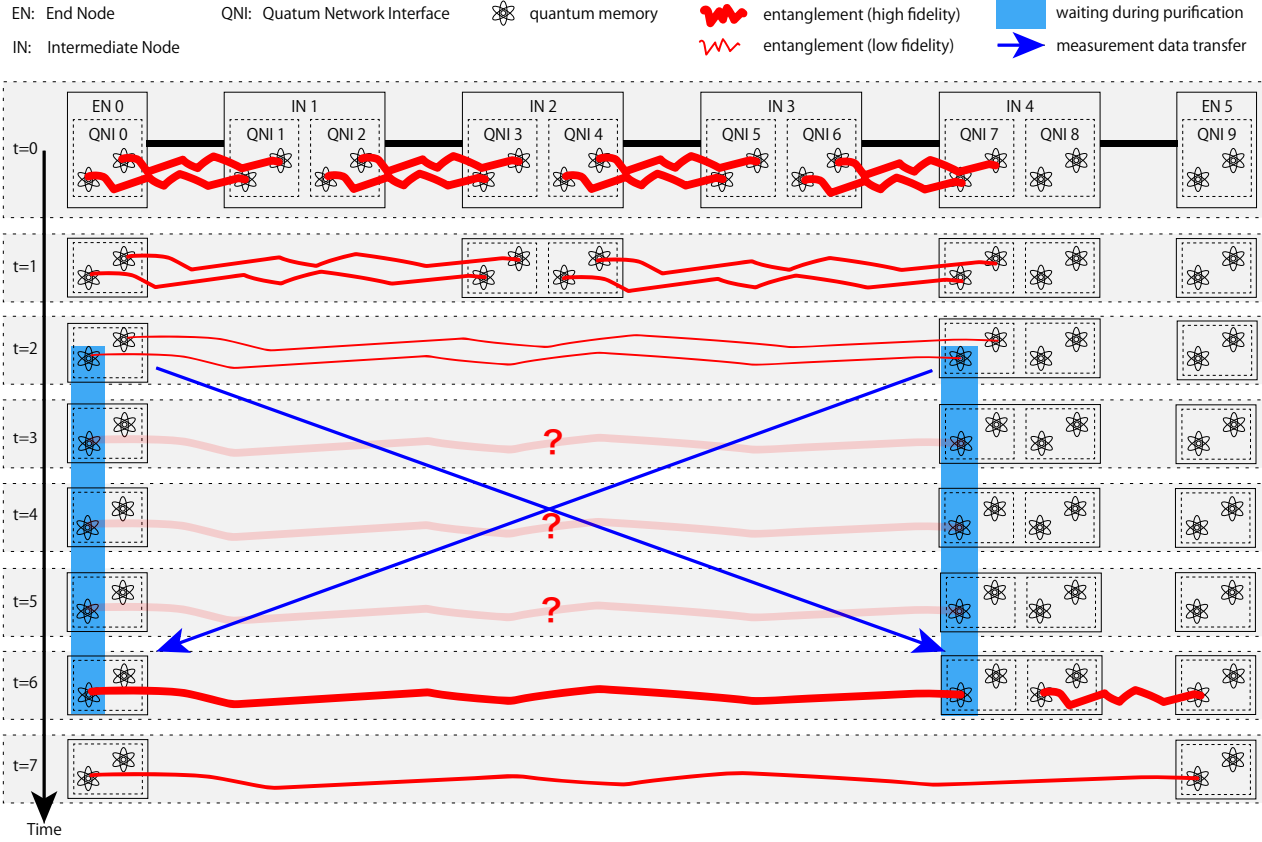 EN: End Node QNI: Quatum Network Interface quantum memory entanglement (high fidelity) waiting during purification
IN: Intermediate Node entanglement (low fidelity) measurement data transfer
EN 0 IN 1 IN 2 IN 3 IN 4 EN 5
QNI 0 QNI 1 QNI 2 QNI 3 QNI 4 QNI 5 QNI 6 QNI 7 QNI 8 QNI 9
t=0
t=1
t=2
t=3 ?
t=4 ?
t=5 ?
t=6
t=7
Time